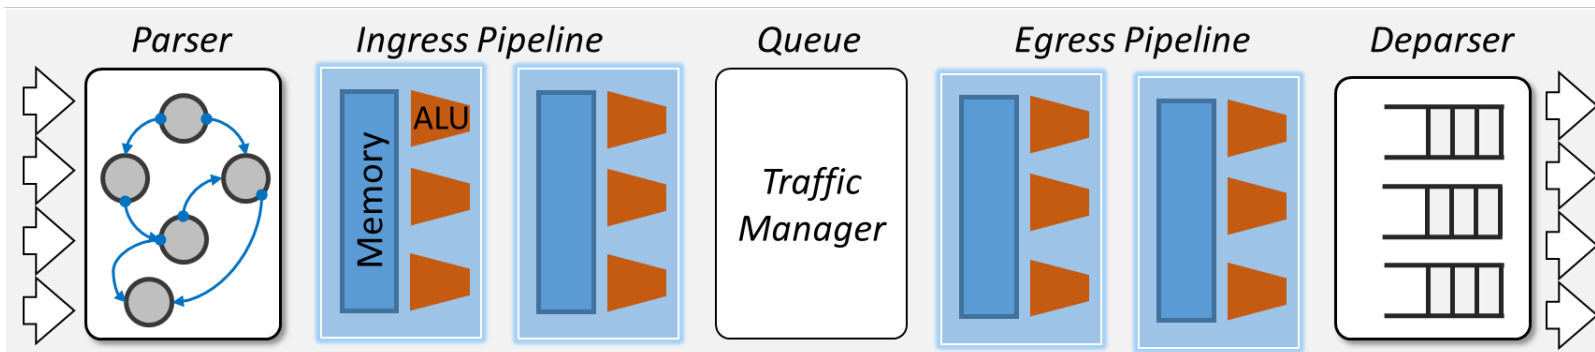 Parser
Ingress Pipeline
Queue
Egress Pipeline
Deparser
Memory
ALU
Traffic
Manager